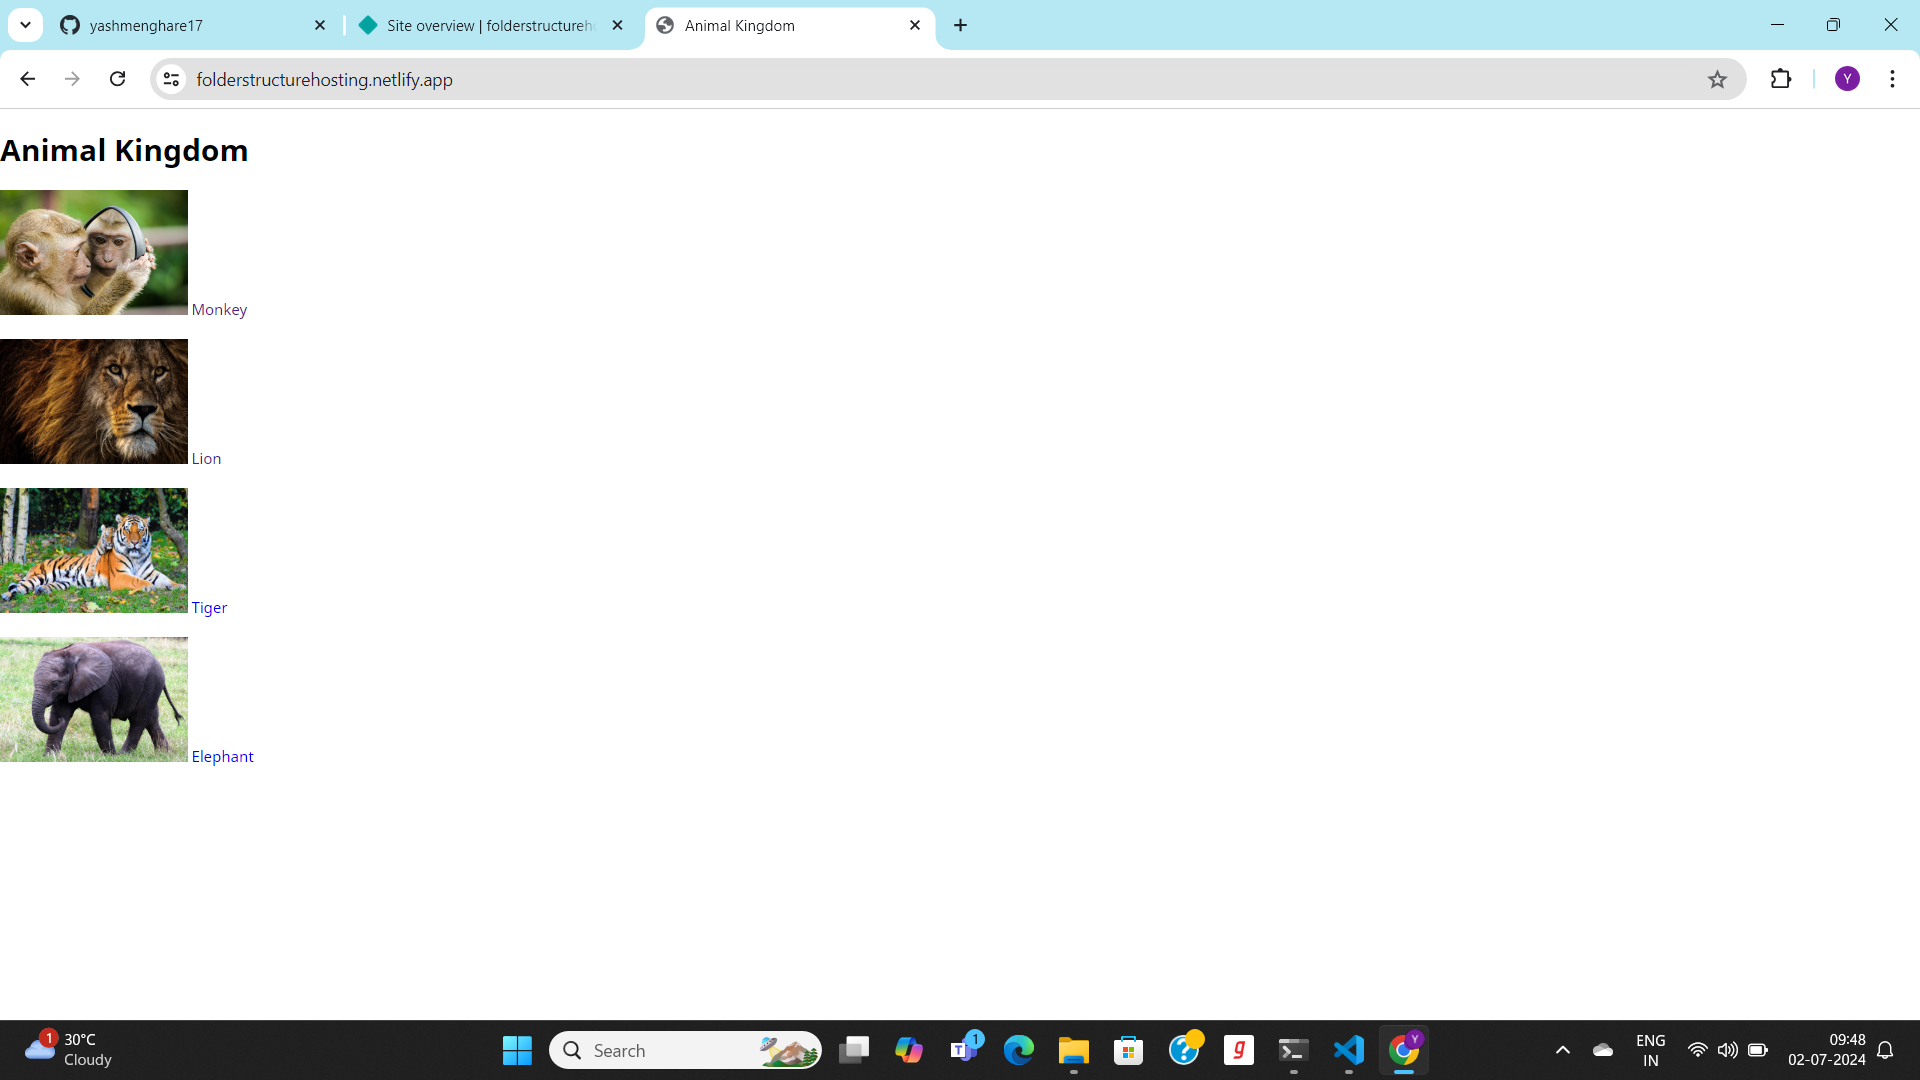 yashmenghare17
Site overview | folderstructureho
Animal Kingdom
folderstructurehosting.netlify.app
Y
Animal Kingdom
Monkey
Lion
Tiger
Elephant
1
30°C
Cloudy
Search
T
1
?
g
Y
ENG
IN
09:48
02-07-2024